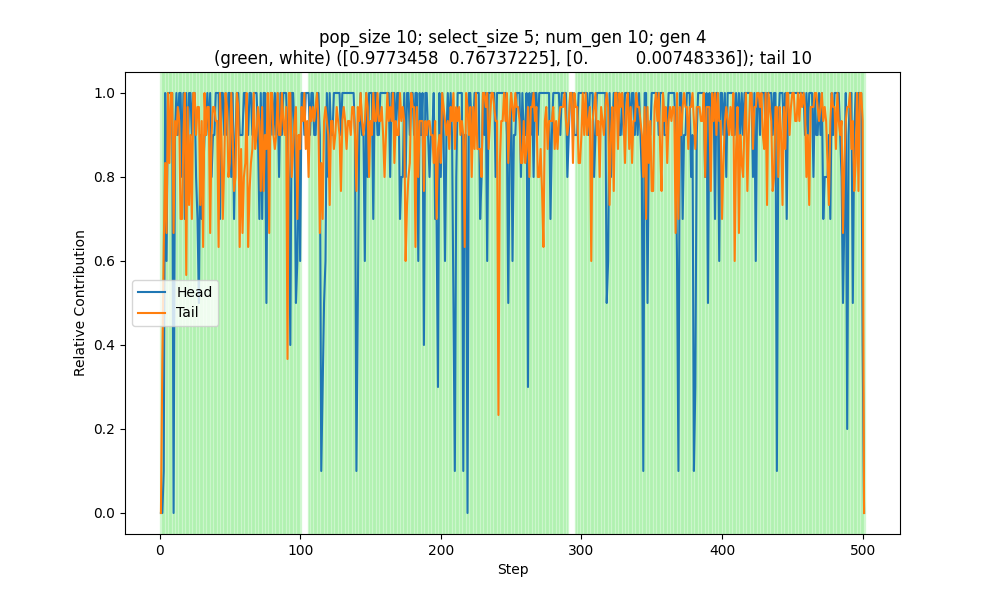 pop_size 10; select_size 5; num_gen 10; gen 4
(green, white) ([0.9773458 0.76737225], [0. 0.00748336]); tail 10
1.0
0.8
0.6
0.4
0.2
0.0
Relative Contribution
Head
Tail
0 100 200 300 400 500
Step